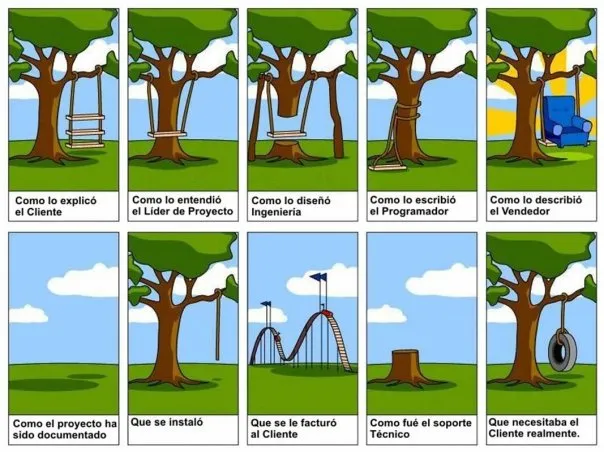 Como lo explicó
el Cliente
Como lo entendió
el Líder de Proyecto
Como lo diseñó
Ingeniería
Como lo escribió
el Programador
Como lo describió
el Vendedor
Como el proyecto ha
sido documentado
Que se instaló
Que se le facturó
al Cliente
Como fué el soporte
Técnico
Que necesitaba el
Cliente realmente.